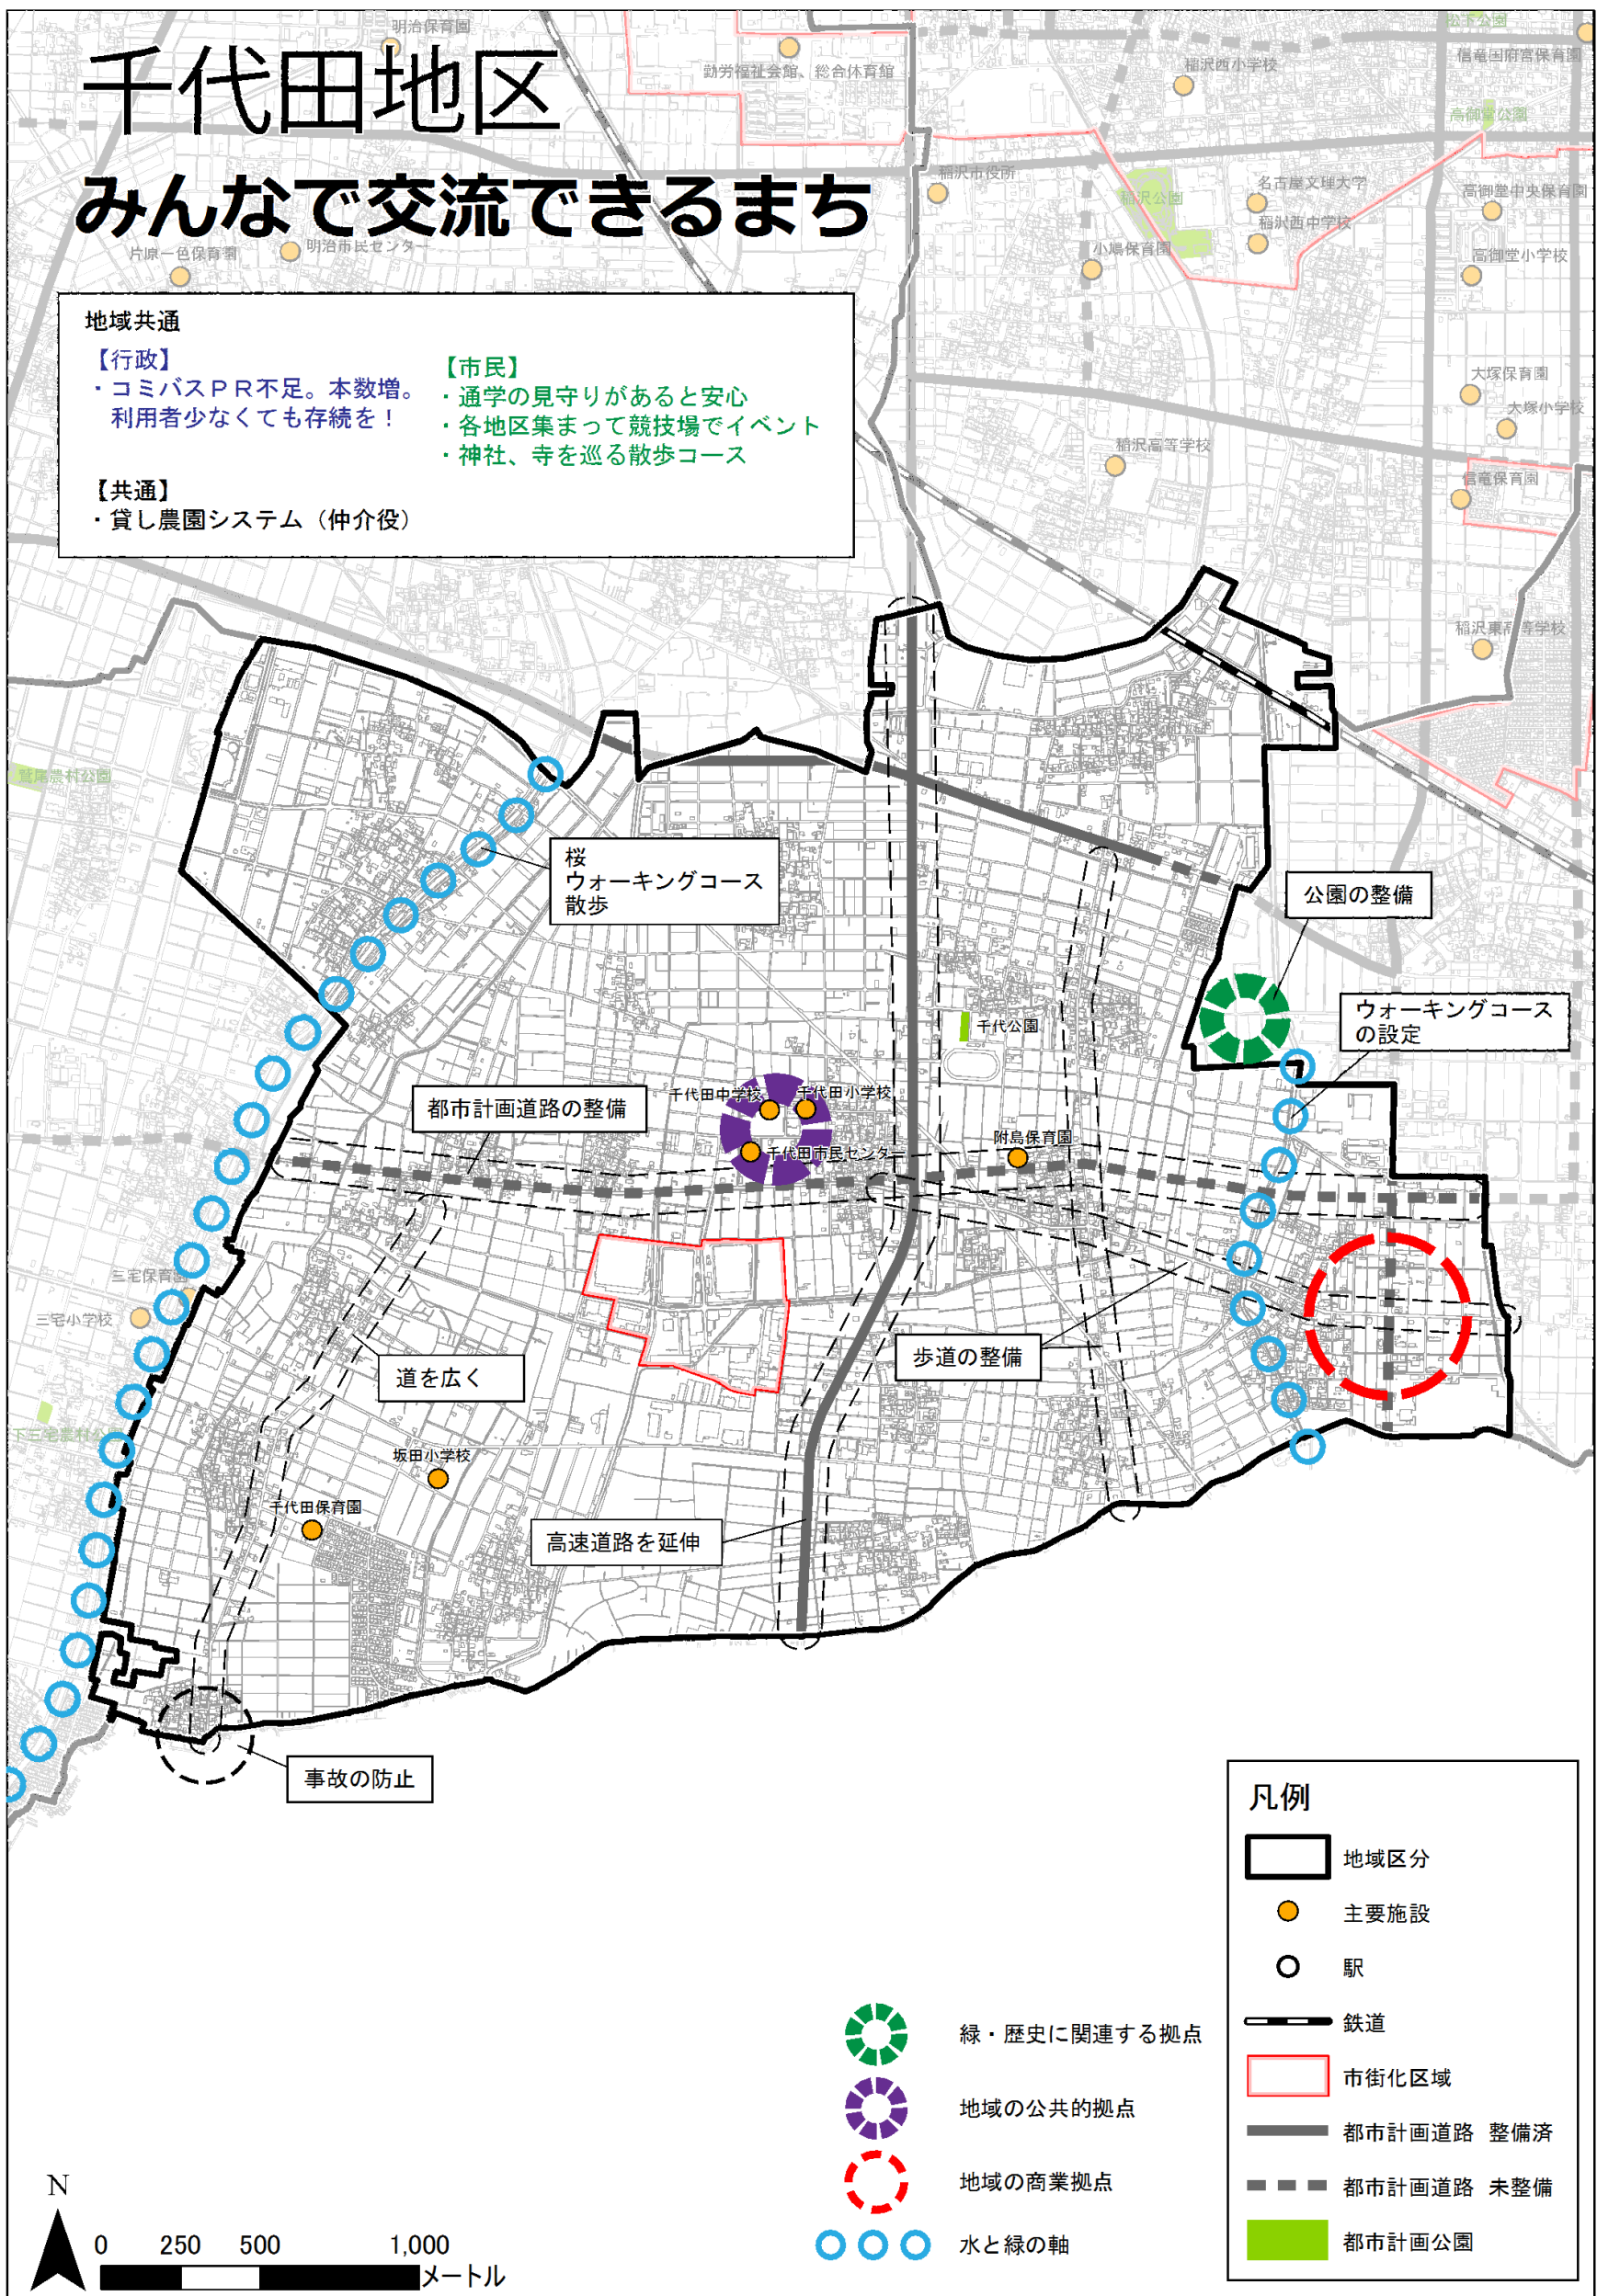 千代田地区
みんなで交流できるまち
明治保育園
勤労福祉会館、総合体育館
稲沢西小学校
信竜国府宮保育園
高御堂公園
稲沢市役所
稲沢公園
名古屋文理大学
稲沢西中学校
高御堂中央保育園
片原一色保育園
明治市民センター
小鳩保育園
高御堂小学校
地域共通
【行政】
・コミバスＰＲ不足。本数増。
利用者少なくても存続を！
【市民】
・通学の見守りがあると安心
・各地区集まって競技場でイベント
・神社、寺を巡る散歩コース
【共通】
・貸し農園システム（仲介役）
大塚保育園
大塚小学校
稲沢高等学校
信竜保育園
稲沢東高等学校
鷲尾農村公園
桜
ウォーキングコース
散歩
公園の整備
ウォーキングコース
の設定
千代公園
都市計画道路の整備
千代田中学校
千代田小学校
千代田市民センター
附島保育園
三宅保育園
三宅小学校
道を広く
歩道の整備
下三宅農村公園
坂田小学校
千代田保育園
高速道路を延伸
事故の防止
凡例
地域区分
主要施設
駅
鉄道
市街化区域
都市計画道路 整備済
都市計画道路 未整備
都市計画公園
緑・歴史に関連する拠点
地域の公共的拠点
地域の商業拠点
水と緑の軸
N
0 250 500 1,000
メートル